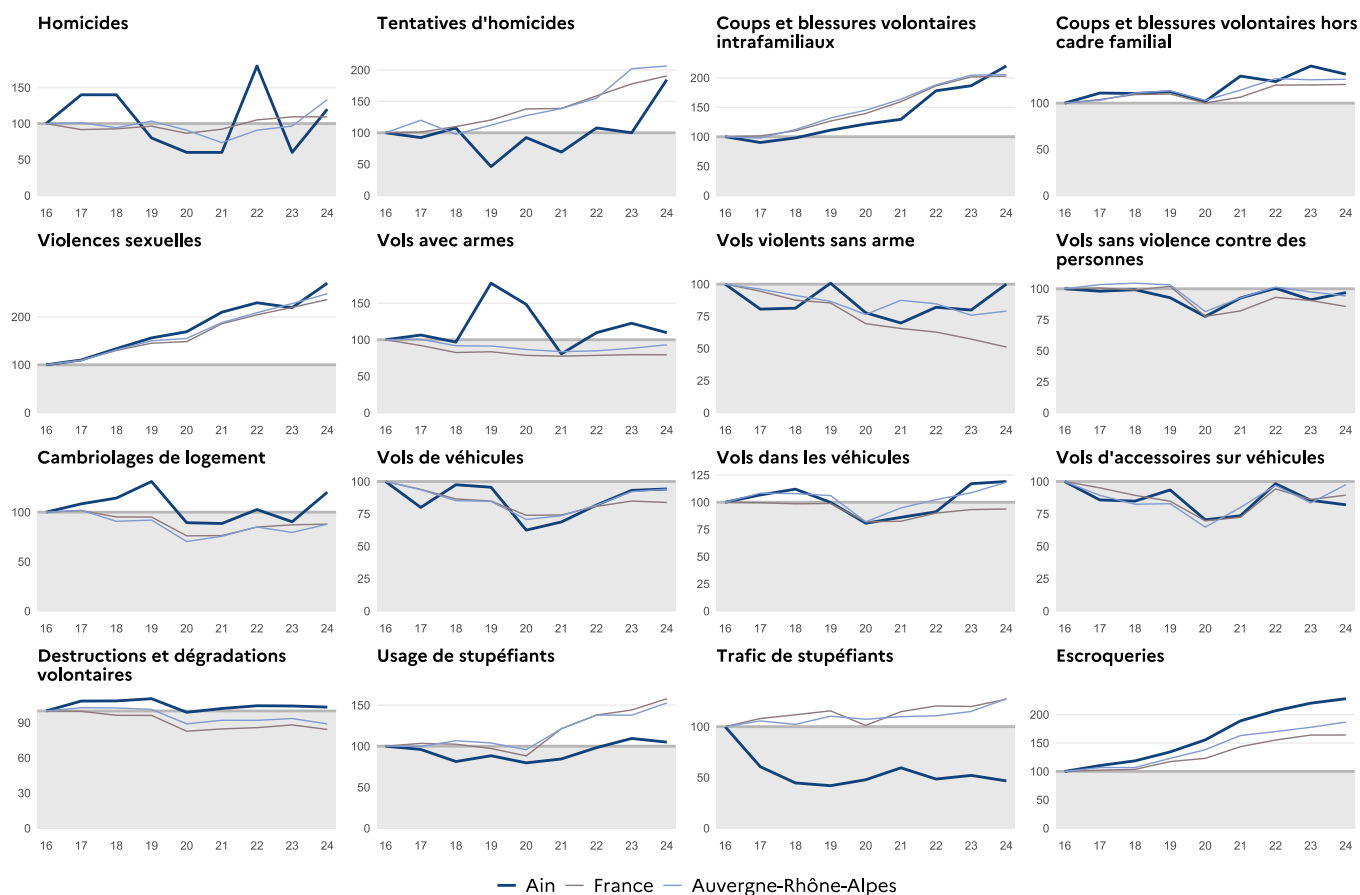 Homicides
150
100
50
0
16 17 18 19 20 21 22 23 24
Tentatives d'homicides
200
150
100
50
0
16 17 18 19 20 21 22 23 24
Coups et blessures volontaires
intrafamiliaux
200
150
100
50
0
16 17 18 19 20 21 22 23 24
Coups et blessures volontaires hors
cadre familial
100
50
0
16 17 18 19 20 21 22 23 24
Violences sexuelles
200
100
0
16 17 18 19 20 21 22 23 24
Vols avec armes
150
100
50
0
16 17 18 19 20 21 22 23 24
Vols violents sans arme
100
75
50
25
0
16 17 18 19 20 21 22 23 24
Vols sans violence contre des
personnes
100
75
50
25
0
16 17 18 19 20 21 22 23 24
Cambriolages de logement
100
50
0
16 17 18 19 20 21 22 23 24
Vols de véhicules
100
75
50
25
0
16 17 18 19 20 21 22 23 24
Vols dans les véhicules
125
100
75
50
25
0
16 17 18 19 20 21 22 23 24
Vols d'accessoires sur véhicules
100
75
50
25
0
16 17 18 19 20 21 22 23 24
Destructions et dégradations
volontaires
90
60
30
0
16 17 18 19 20 21 22 23 24
Usage de stupéfiants
150
100
50
0
16 17 18 19 20 21 22 23 24
Trafic de stupéfiants
100
50
0
16 17 18 19 20 21 22 23 24
Escroqueries
200
150
100
50
0
16 17 18 19 20 21 22 23 24
Ain France Auvergne-Rhône-Alpes